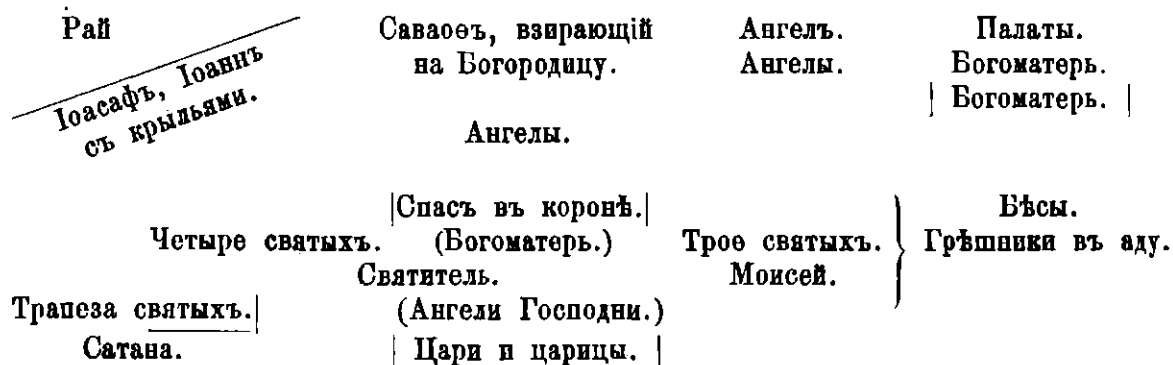 Рай Саваоѳъ, взирающій Ангелъ. Палаты.
Іоасафъ, Іоаннъ на Богородицу. Ангелы. Богоматерь.
съ крыльями. | Богоматерь. |
Ангелы.
|Спасъ въ коронѣ.| Бѣсы.
Четыре святыхъ. (Богоматерь.) Трое святыхъ. Грѣшники въ аду.
Святитель. Моисей.
Трапеза святыхъ.| (Ангели Господни.)
Сатана. | Цари и царицы. |